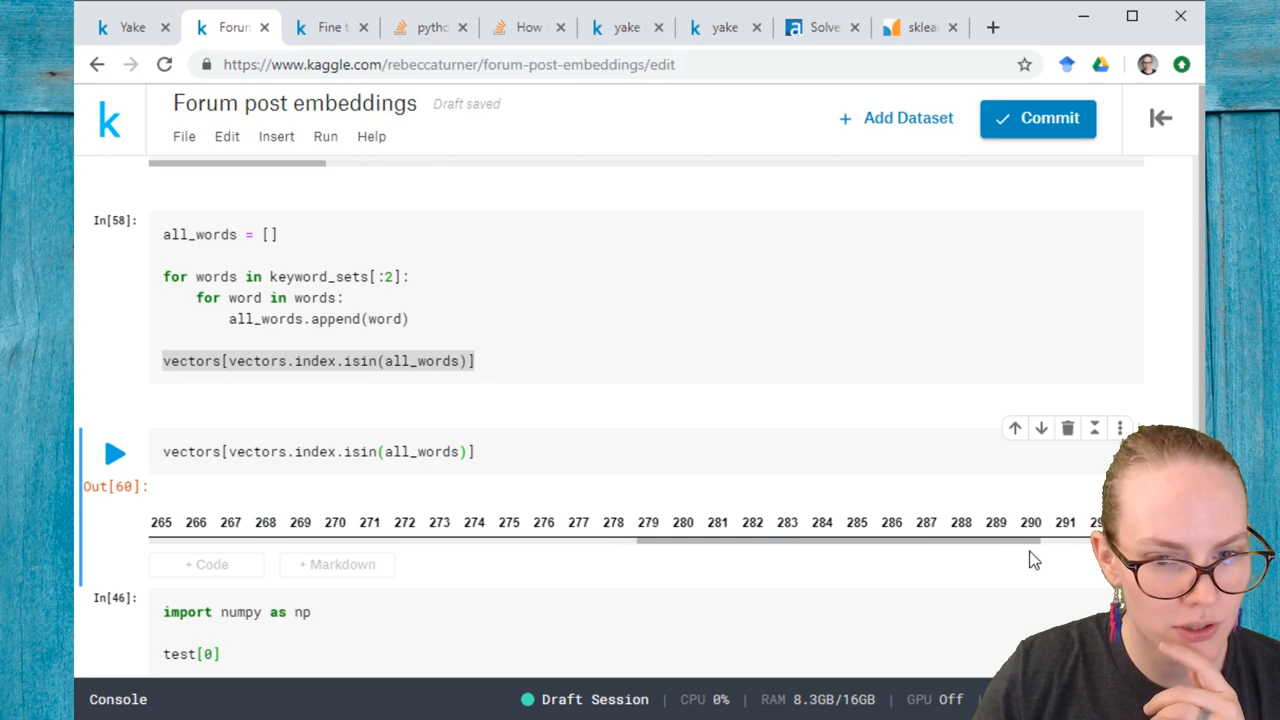 Yake
Forun
Fine t
pytho
How
yake
yake
Solve
sklea
https://www.kaggle.com/rebeccaturner/forum-post-embeddings/edit
k
Forum post embeddings Draft saved
+ Add Dataset
Commit
File Edit Insert Run Help
In[58]:
all_words = []
for words in keyword_sets[:2]:
for word in words:
all_words.append(word)
vectors[vectors.index.isin(all_words)]
vectors[vectors.index.isin(all_words)]
Out[60]:
265 266 267 268 269 270 271 272 273 274 275 276 277 278 279 280 281 282 283 284 285 286 287 288 289 290 291
+ Code + Markdown
In[46]:
import numpy as np
test[0]
Console
Draft Session | CPU 0% | RAM 8.3GB/16GB | GPU Off